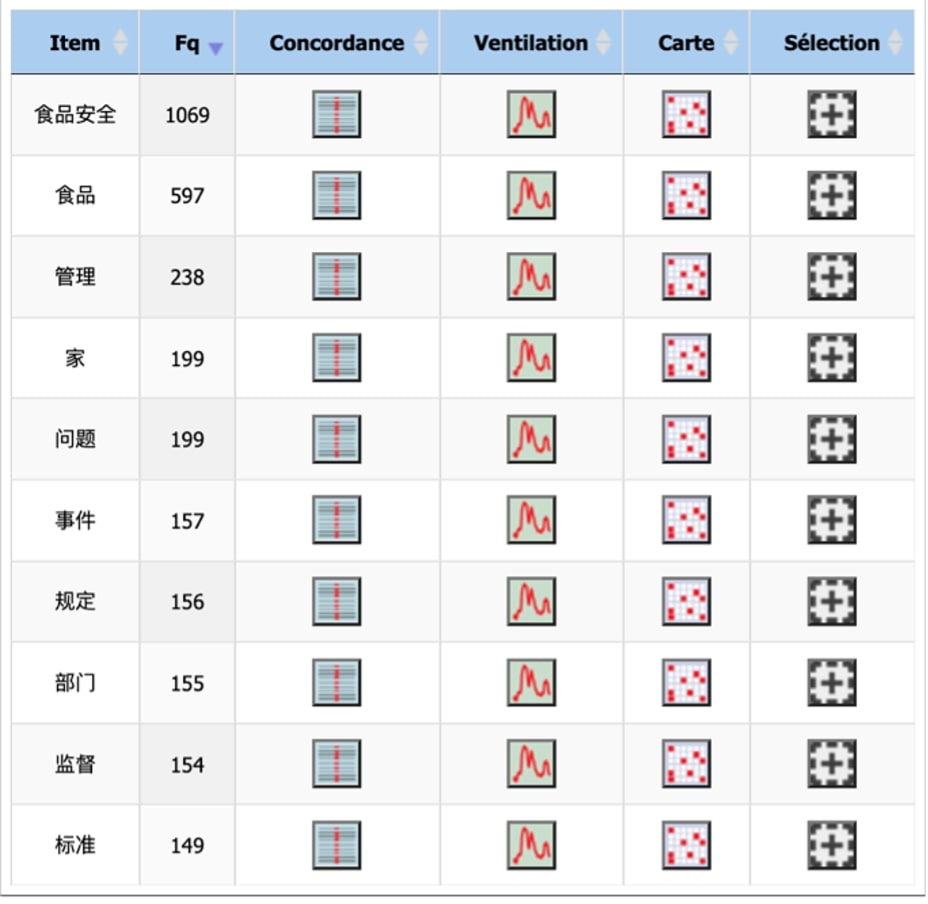 Item Fq Concordance Ventilation Carte Sélection
食品安全 1069
食品 597
管理 238
家 199
问题 199
事件 157
规定 156
部门 155
监督 154
标准 149